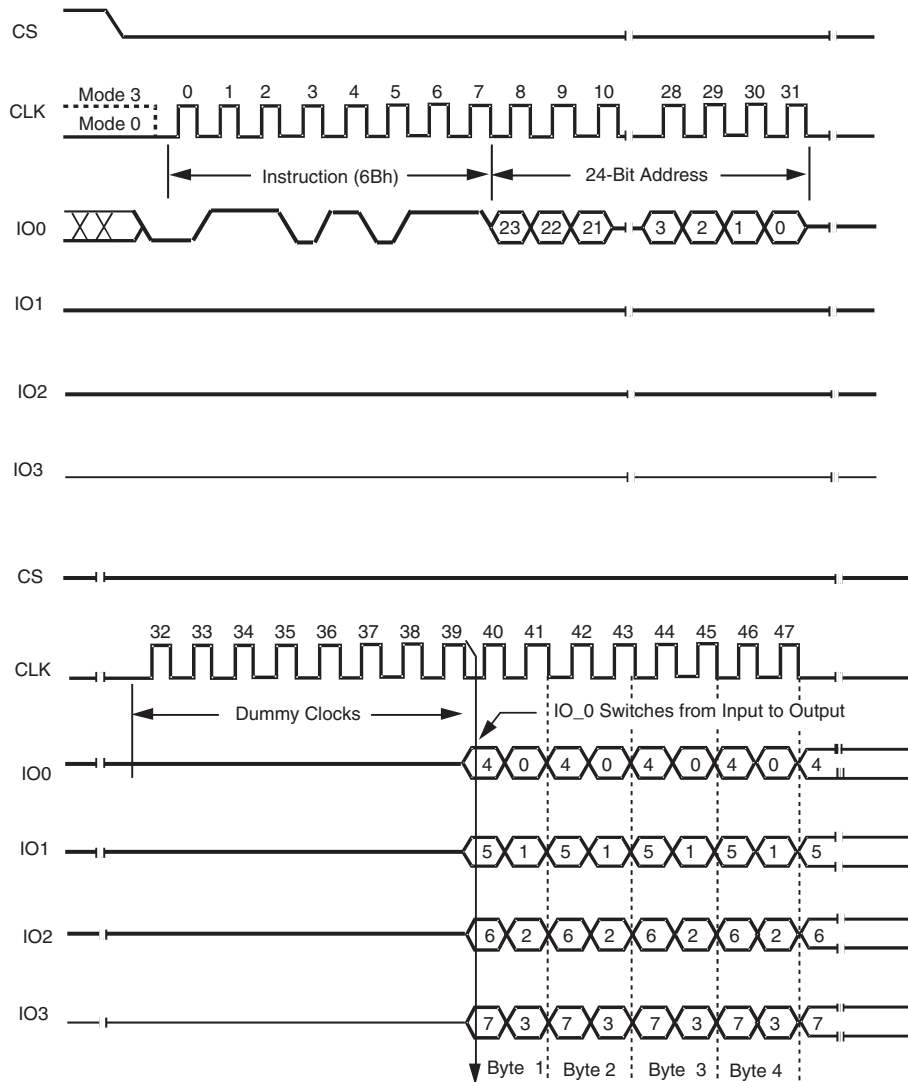 CS
Mode 3
0 1 2 3 4 5 6 7 8 9 10 28 29 30 31
CLK
Mode 0
Instruction (6Bh) 24-Bit Address
IO0 23 22 21 3 2 1 0
IO1
IO2
IO3
CS
32 33 34 35 36 37 38 39 40 41 42 43 44 45 46 47
CLK
Dummy Clocks IO_0 Switches from Input to Output
IO0 4 0 4 0 4 0 4 0 4
IO1 5 1 5 1 5 1 5 1 5
IO2 6 2 6 2 6 2 6 2 6
IO3 7 3 7 3 7 3 7 3 7
Byte 1 Byte 2 Byte 3 Byte 4